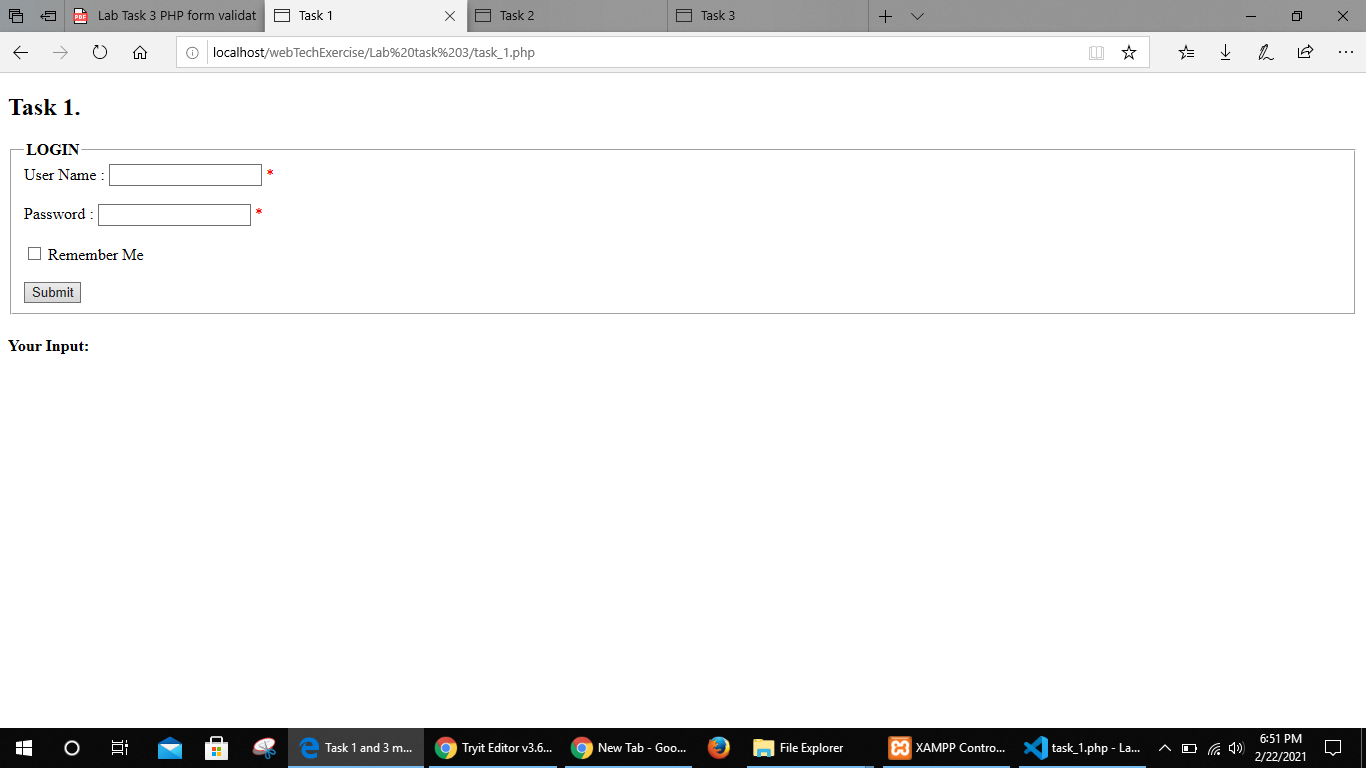 Lab Task 3 PHP form validat
Task 1
Task 2
Task 3
localhost/webTechExercise/Lab%20task%203/task_1.php
Task 1.
LOGIN
User Name : *
Password : *
Remember Me
Submit
Your Input:
Task 1 and 3 m...
Tryit Editor v3.6...
New Tab - Goo...
File Explorer
XAMPP Contro...
task_1.php - La...
6:51 PM
2/22/2021